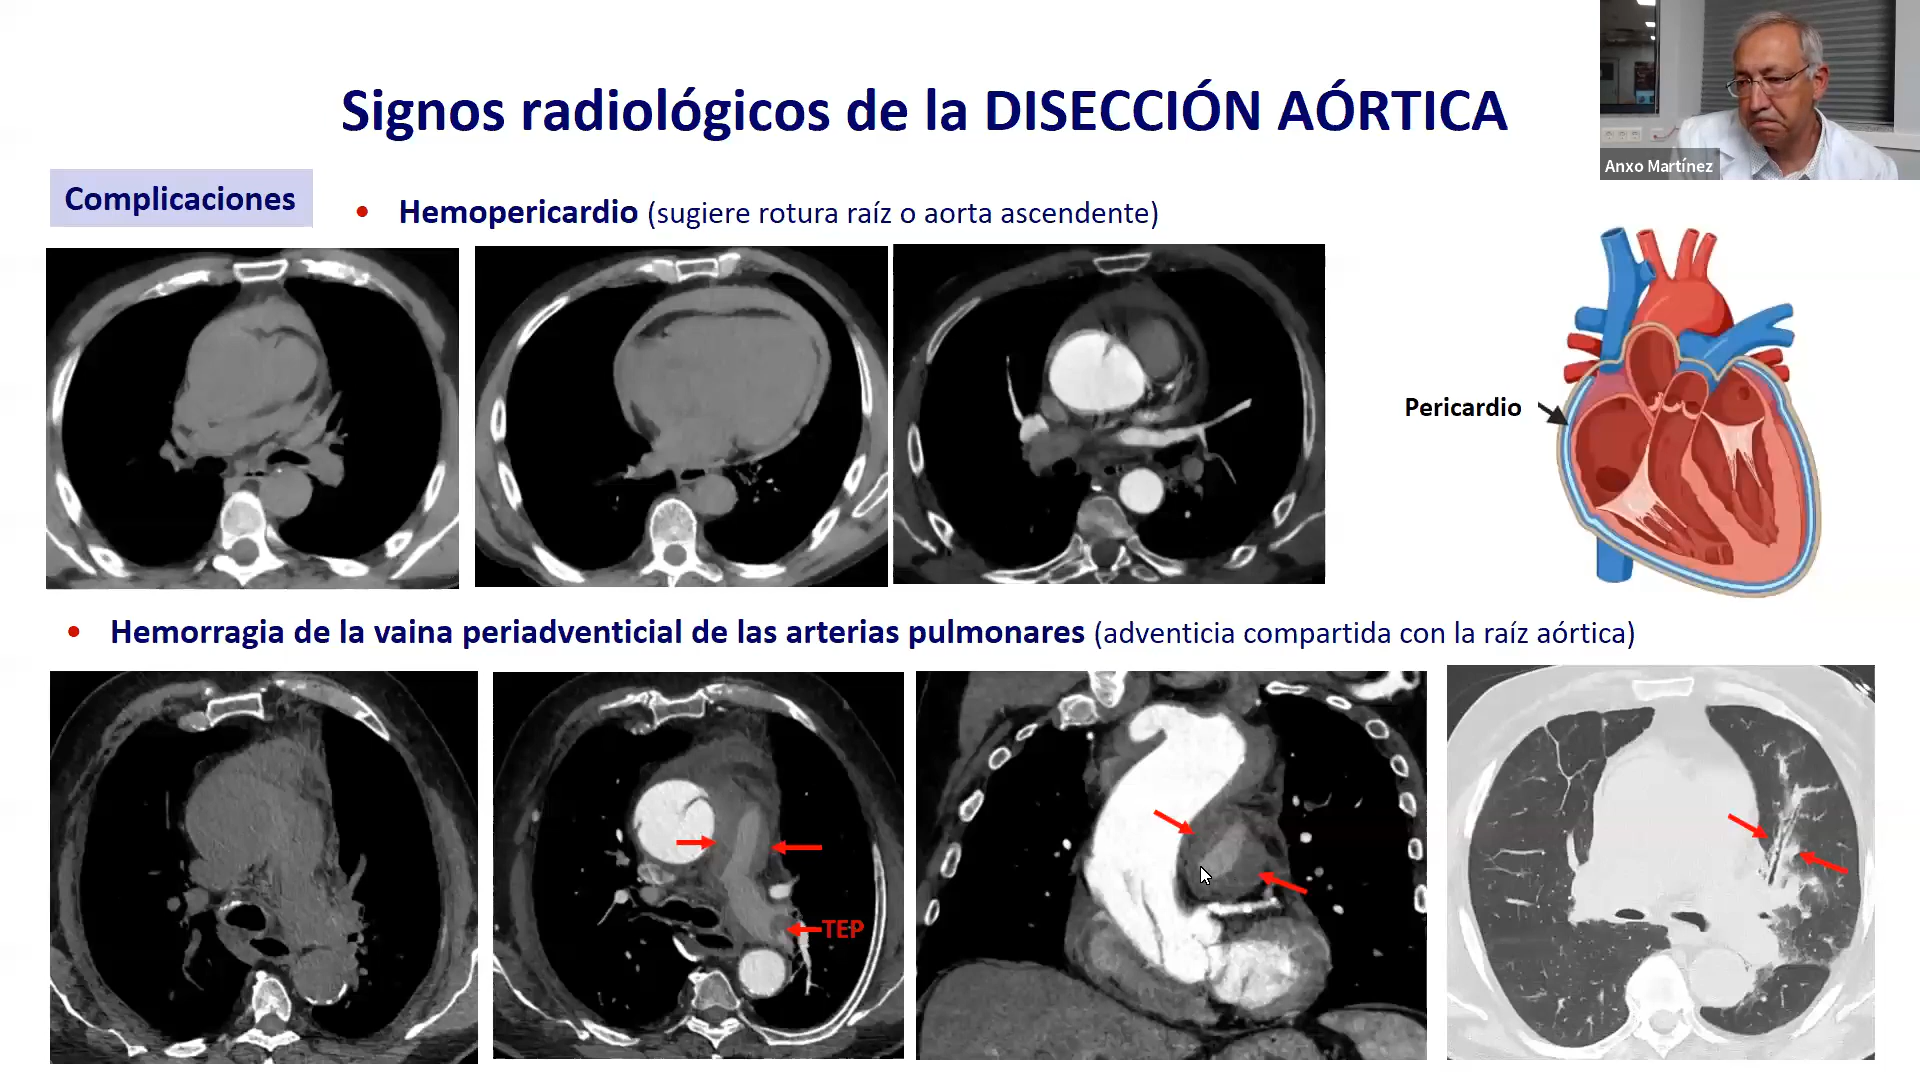 Signos radiológicos de la DISECCIÓN AÓRTICA
Anxo Martínez
Complicaciones
• Hemopericardio (sugiere rotura raíz o aorta ascendente)
Pericardio
• Hemorragia de la vaina periadventicial de las arterias pulmonares (adventicia compartida con la raíz aórtica)
TEP